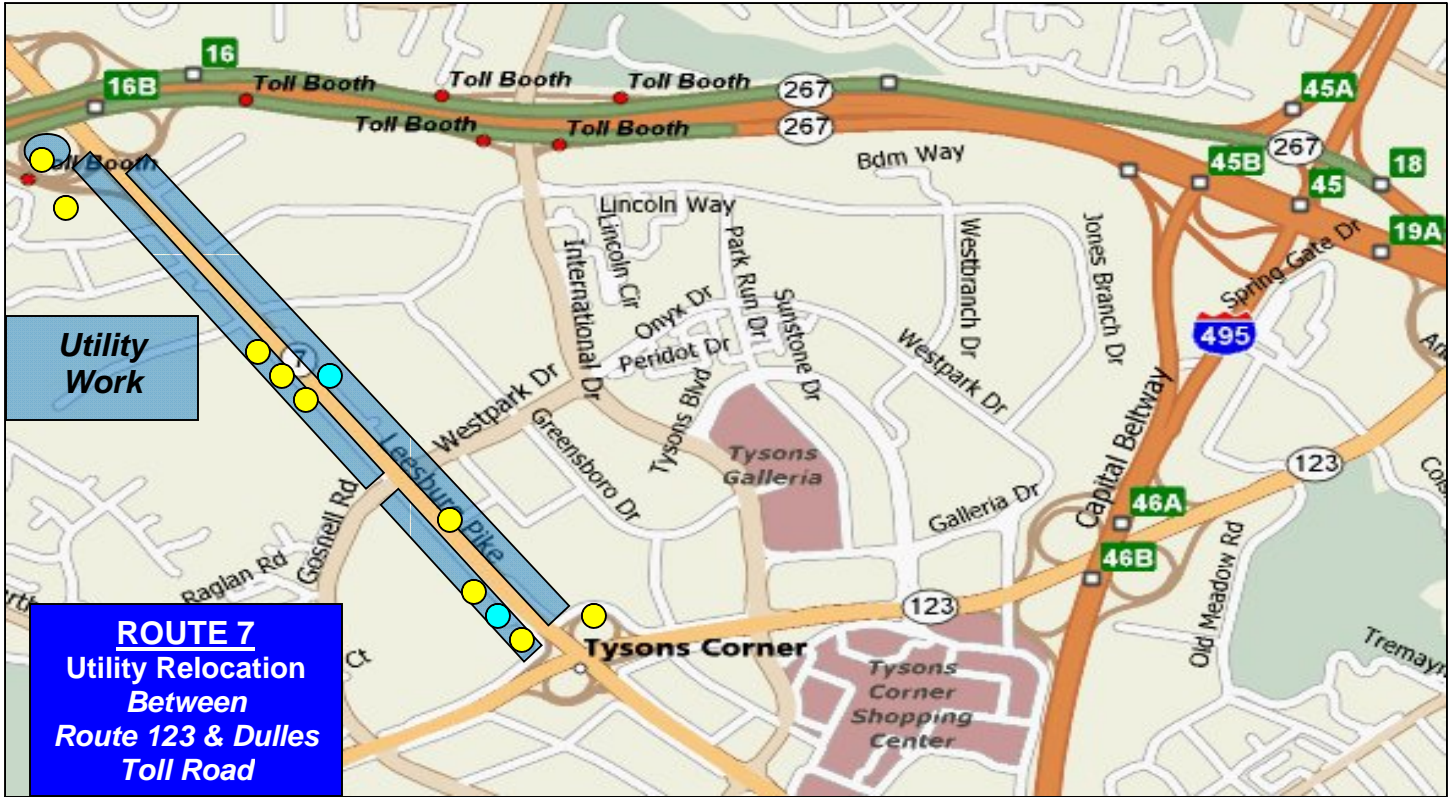 16
16B
Toll Booth
Toll Booth
Toll Booth
Toll Booth
Toll Booth
267
267
45A
267
18
45B
45
19A
oll Booth
Bdm Way
Lincoln Way
Lincoln Cir
International Dr
Park Run Dr
Westbranch Dr
Jones Branch Dr
Spring Gate Dr
Onyx Dr
Sunstone Dr
Peridot Dr
Westpark Dr
495
Utility
Work
7
Westpark Dr
Tysons Blvd
Greensboro Dr
Capital Beltway
Tysons
Galleria
Leesburg Pike
123
Gosnell Rd
Galleria Dr
46A
46B
Old Meadow Rd
Raglan Rd
123
Tysons Corner
Tysons
Corner
Shopping
Center
Ct
ROUTE 7
Utility Relocation
Between
Route 123 & Dulles
Toll Road